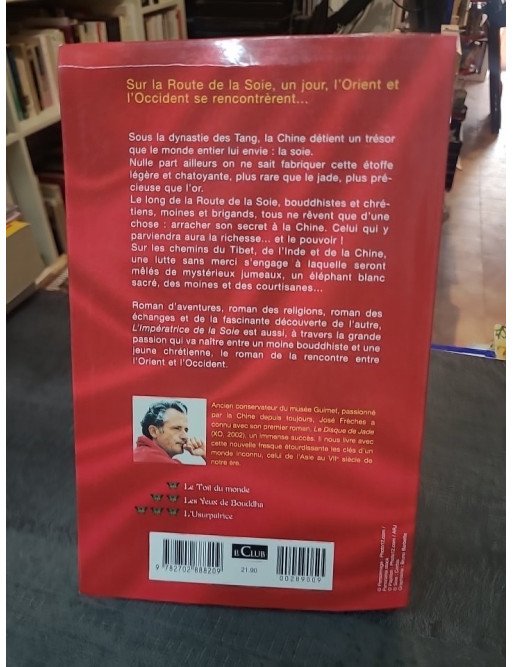 Sur la Route de la Soie, un jour, l'Orient et
l'Occident se rencontrèrent...
Sous la dynastie des Tang, la Chine détient un trésor
que le monde entier lui envie : la soie.
Nulle part ailleurs on ne sait fabriquer cette étoffe
légère et chatoyante, plus rare que le jade, plus pré-
cieuse que l'or.
Le long de la Route de la Soie, bouddhistes et chré-
tiens, moines et brigands, tous ne rêvent que d'une
chose : arracher son secret à la Chine. Celui qui y
parviendra aura la richesse... et le pouvoir !
Sur les chemins du Tibet, de l'Inde et de la Chine,
une lutte sans merci s'engage à laquelle seront
mêlés de mystérieux jumeaux, un éléphant blanc
sacré, des moines et des courtisanes...
Roman d'aventures, roman des religions, roman des
échanges et de la fascinante découverte de l'autre,
L'Impératrice de la Soie est aussi, à travers la grande
passion qui va naître entre un moine bouddhiste et une
jeune chrétienne, le roman de la rencontre entre
l'Orient et l'Occident.
Ancien conservateur du musée Guimet, passionné
par la Chine depuis toujours, José Frèches a
connu avec son premier roman, Le Disque de Jade
(XO, 2002), un immense succès. Il nous livre avec
cette nouvelle fresque étourdissante les clés d'un
monde inconnu, celui de l'Asie au VIIe siècle de
notre ère.
Le Toit du monde
Les Yeux de Bouddha
L'Usurpatrice
9 782702 888209
LE CLUB
21.90
00289009